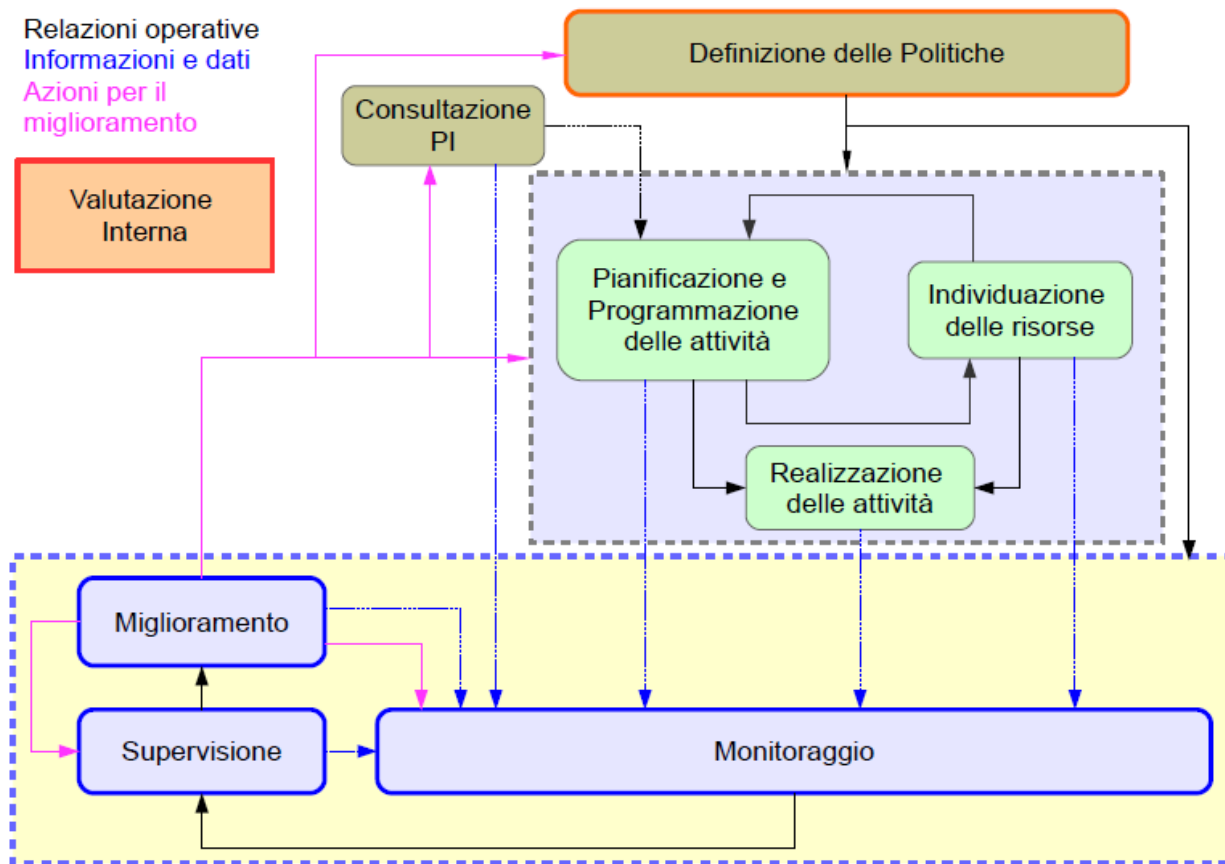 Relazioni operative
Informazioni e dati
Azioni per il
miglioramento
Valutazione
Interna
Definizione delle Politiche
Consultazione
PI
Pianificazione e
Programmazione
delle attività
Individuazione
delle risorse
Realizzazione
delle attività
Miglioramento
Supervisione
Monitoraggio